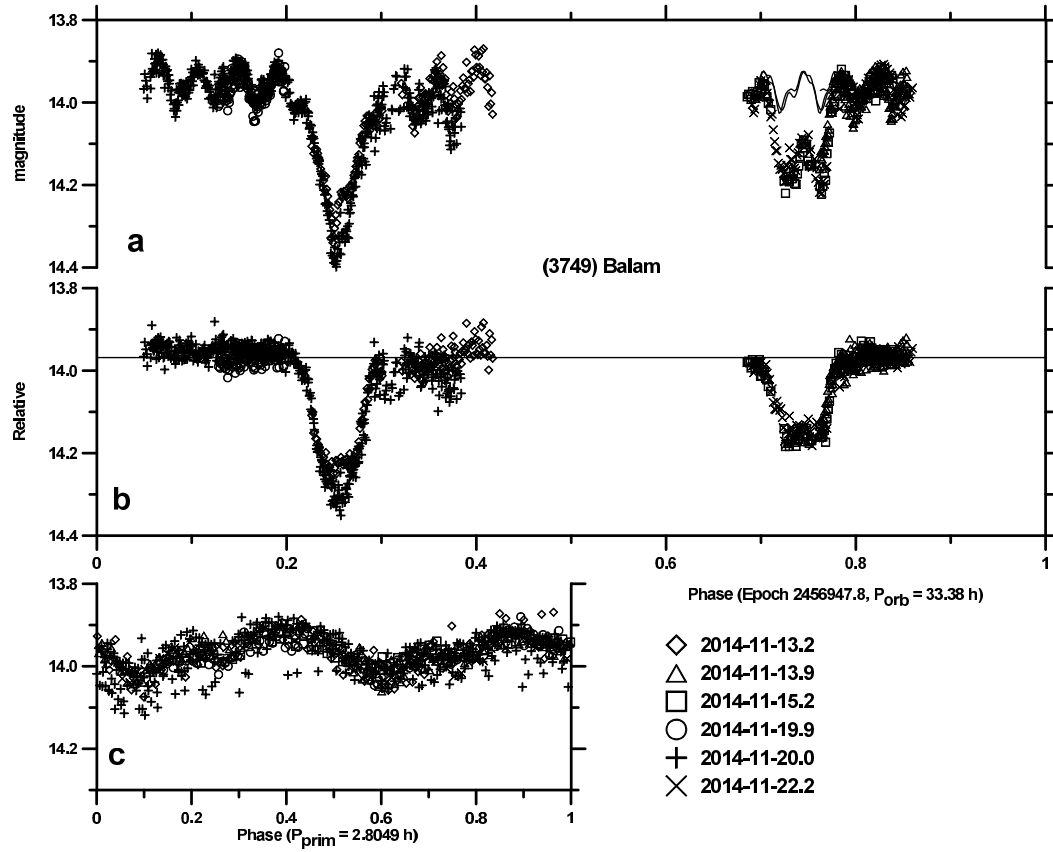 13.8
14.0
14.2
14.4
magnitude
a
(3749) Balam
13.8
14.0
14.2
14.4
Relative
b
0 0.2 0.4 0.6 0.8 1
13.8
14.0
14.2
c
0 0.2 0.4 0.6 0.8 1
Phase (Pprim = 2.8049 h)
Phase (Epoch 2456947.8, Porb = 33.38 h)
2014-11-13.2
2014-11-13.9
2014-11-15.2
2014-11-19.9
2014-11-20.0
2014-11-22.2